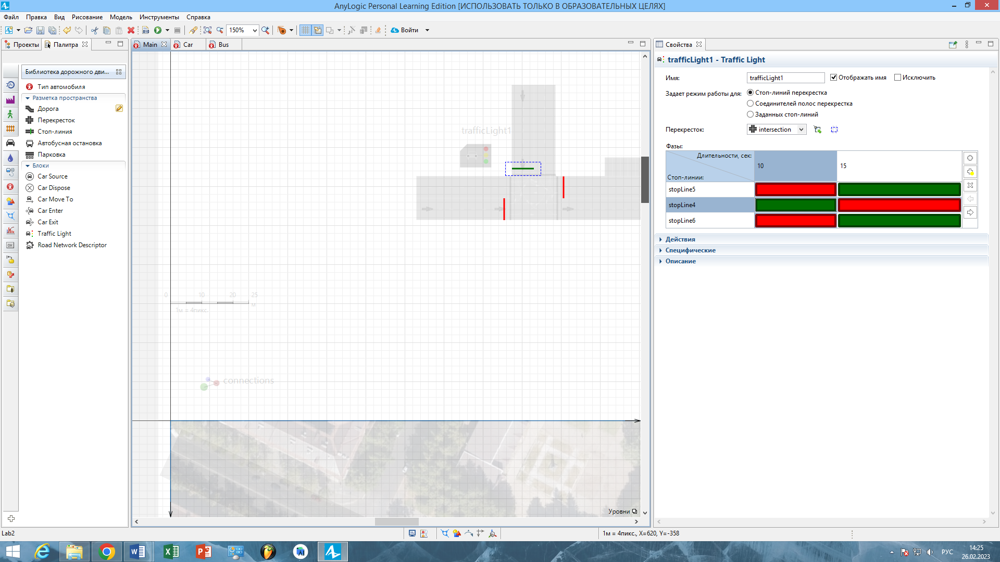 AnyLogic Personal Learning Edition [ИСПОЛЬЗОВАТЬ ТОЛЬКО В ОБРАЗОВАТЕЛЬНЫХ ЦЕЛЯХ]
Файл Правка Вид Рисование Модель Инструменты Справка
150% Войти
Проекты Палитра
Main Car Bus
Свойства
Библиотека дорожного дви...
Тип автомобиля
Разметка пространства
Дорога
Перекресток
Стоп-линия
Автобусная остановка
Парковка
Блоки
Car Source
Car Dispose
Car Move To
Car Enter
Car Exit
Traffic Light
Road Network Descriptor
OK
trafficLight1
0 10 20 25
м
1м = 4пикс.
connections
Уровни
trafficLight1 - Traffic Light
Имя: trafficLight1 Отображать имя Исключить
Задает режим работы для: Стоп-линий перекрестка
Соединителей полос перекрестка
Заданных стоп-линий
Перекресток: intersection
Фазы:
Длительности, сек: 10 15
Стоп-линии:
stopLine5
stopLine4
stopLine6
Действия
Специфические
Описание
Lab2
1м = 4пикс., X=620, Y=-358
РУС
14:25
26.02.2023